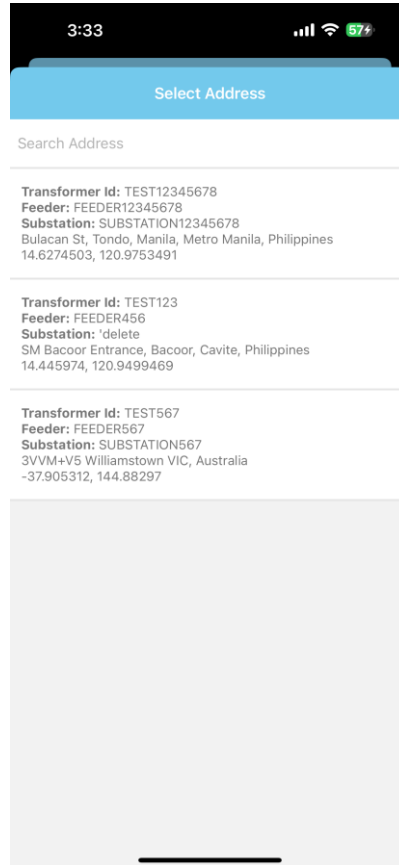 3:33
57
Select Address
Search Address
Transformer Id: TEST12345678
Feeder: FEEDER12345678
Substation: SUBSTATION12345678
Bulacan St, Tondo, Manila, Metro Manila, Philippines
14.6274503, 120.9753491
Transformer Id: TEST123
Feeder: FEEDER456
Substation: 'delete
SM Bacoor Entrance, Bacoor, Cavite, Philippines
14.445974, 120.9499469
Transformer Id: TEST567
Feeder: FEEDER567
Substation: SUBSTATION567
3VVM+V5 Williamstown VIC, Australia
-37.905312, 144.88297